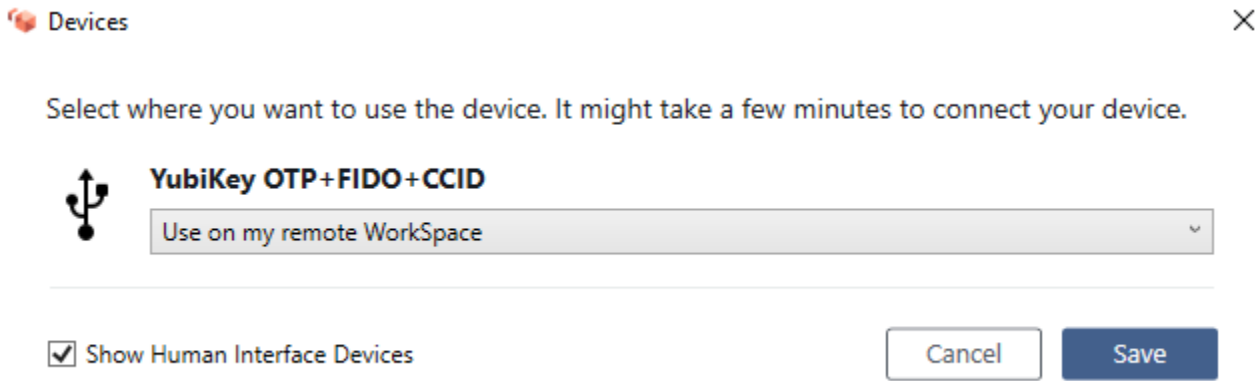 Devices
Select where you want to use the device. It might take a few minutes to connect your device.
YubiKey OTP+FIDO+CCID
Use on my remote WorkSpace
Show Human Interface Devices
Cancel
Save